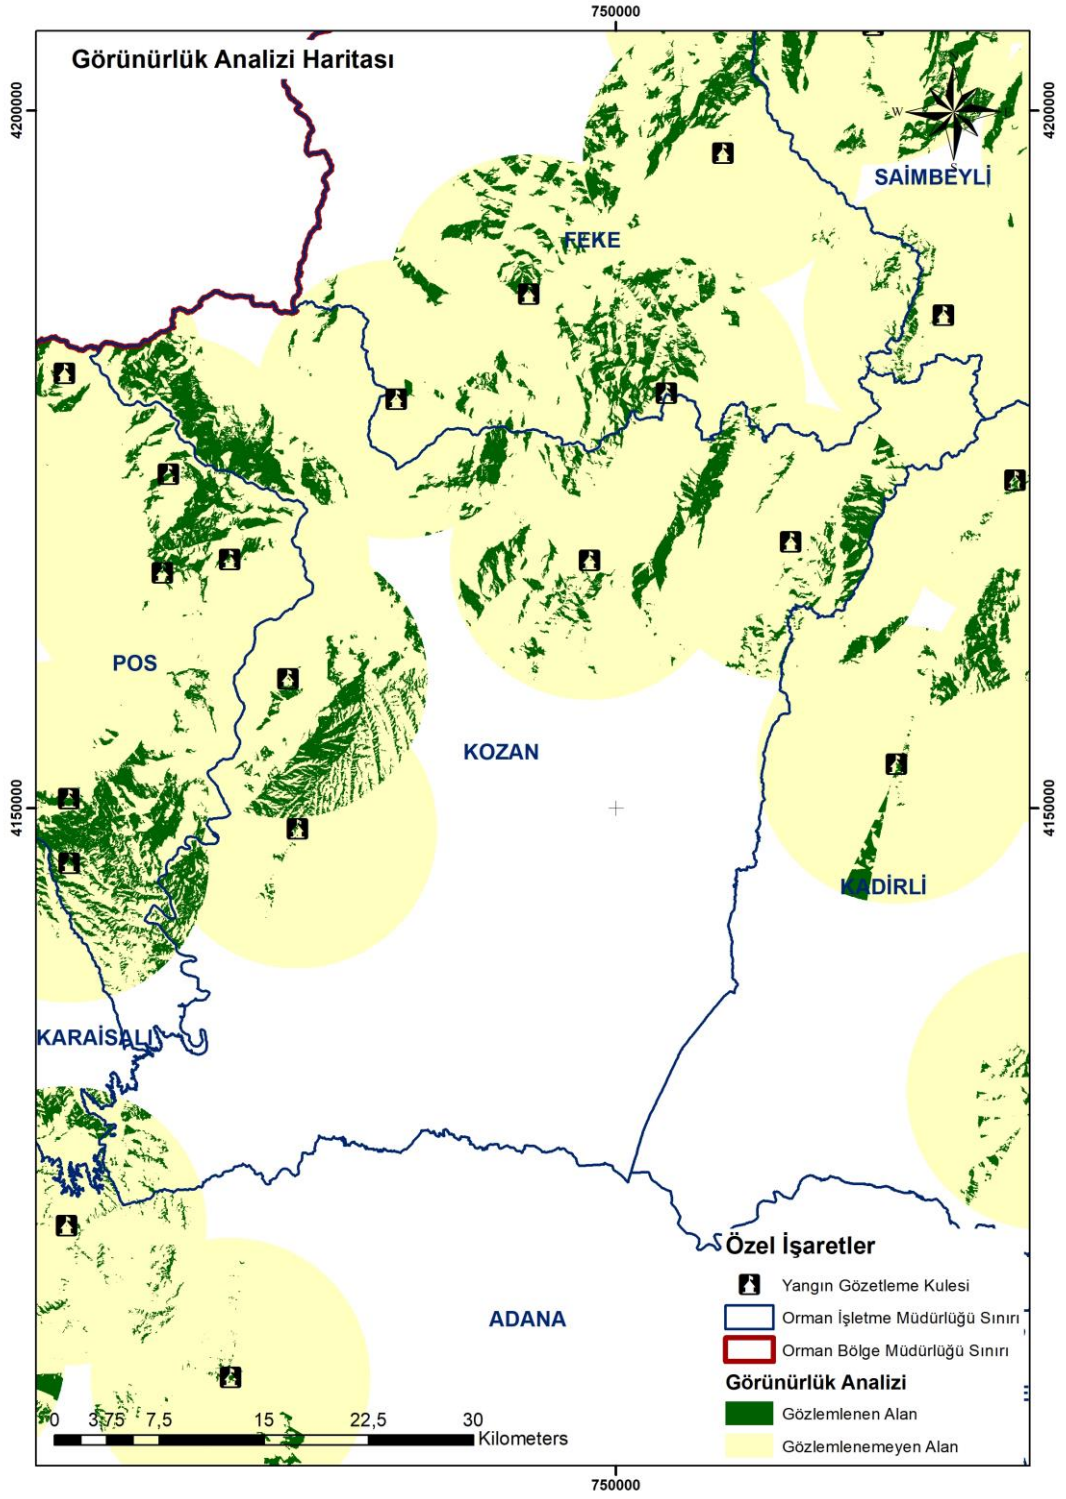 750000
Görünürlük Analizi Haritası
4200000
4200000
W
S
SAİMBEYLİ
FEKE
POS
KOZAN
4150000
4150000
KADİRLİ
KARAİSALI
ADANA
Özel İşaretler
Yangın Gözetleme Kulesi
Orman İşletme Müdürlüğü Sınırı
Orman Bölge Müdürlüğü Sınırı
Görünürlük Analizi
Gözlemlenen Alan
Gözlemlenemeyen Alan
0 3,75 7,5 15 22,5 30
Kilometers
750000